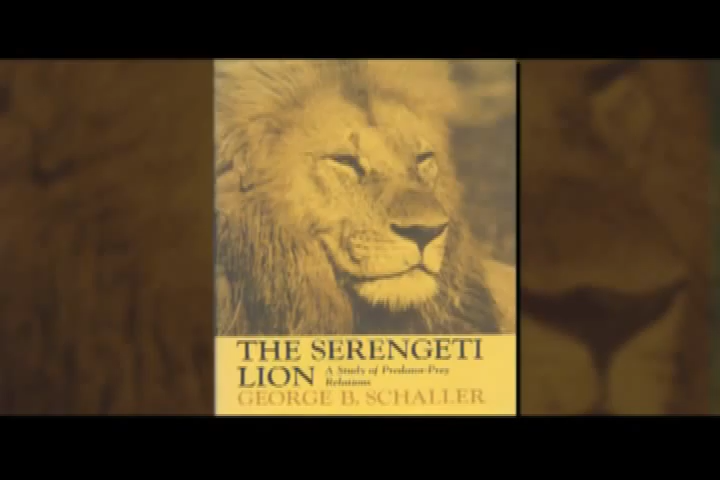 THE SERENGETI
LION A Study of Predator-Prey
Relations
GEORGE B. SCHALLER